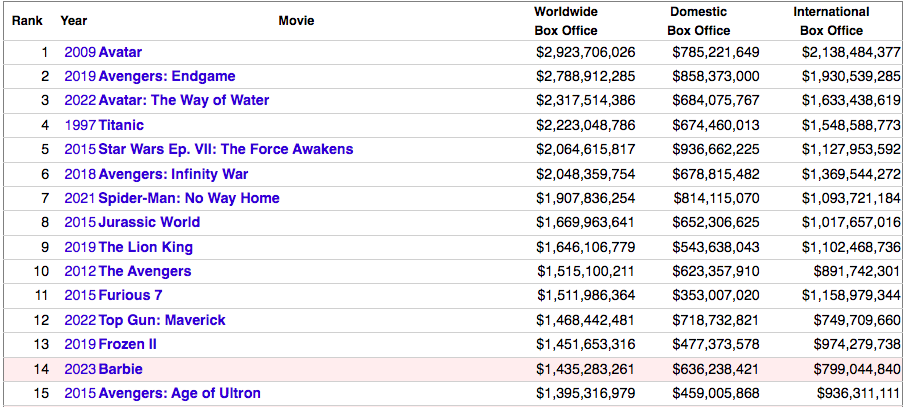 Rank Year Movie Worldwide Box Office Domestic Box Office International Box Office
1 2009 Avatar $2,923,706,026 $785,221,649 $2,138,484,377
2 2019 Avengers: Endgame $2,788,912,285 $858,373,000 $1,930,539,285
3 2022 Avatar: The Way of Water $2,317,514,386 $684,075,767 $1,633,438,619
4 1997 Titanic $2,223,048,786 $674,460,013 $1,548,588,773
5 2015 Star Wars Ep. VII: The Force Awakens $2,064,615,817 $936,662,225 $1,127,953,592
6 2018 Avengers: Infinity War $2,048,359,754 $678,815,482 $1,369,544,272
7 2021 Spider-Man: No Way Home $1,907,836,254 $814,115,070 $1,093,721,184
8 2015 Jurassic World $1,669,963,641 $652,306,625 $1,017,657,016
9 2019 The Lion King $1,646,106,779 $543,638,043 $1,102,468,736
10 2012 The Avengers $1,515,100,211 $623,357,910 $891,742,301
11 2015 Furious 7 $1,511,986,364 $353,007,020 $1,158,979,344
12 2022 Top Gun: Maverick $1,468,442,481 $718,732,821 $749,709,660
13 2019 Frozen II $1,451,653,316 $477,373,578 $974,279,738
14 2023 Barbie $1,435,283,261 $636,238,421 $799,044,840
15 2015 Avengers: Age of Ultron $1,395,316,979 $459,005,868 $936,311,111